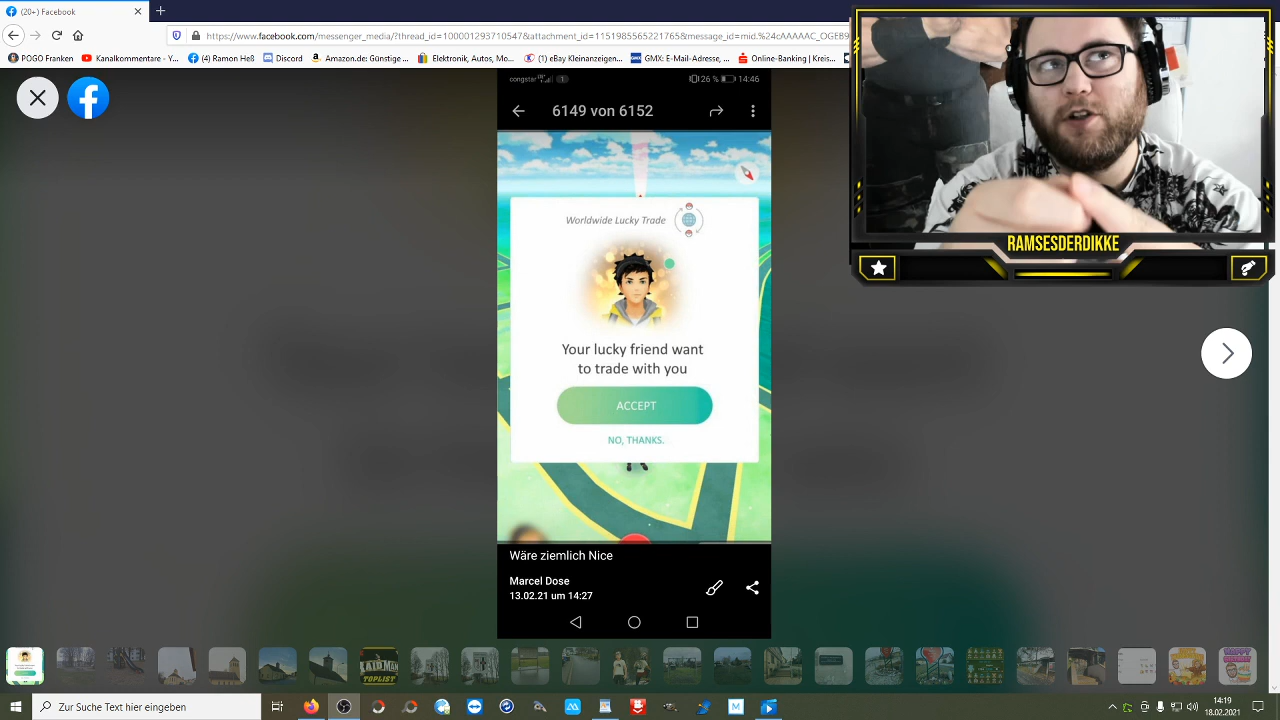 (20+) Facebook
https://www.facebook.com/messenger_media/?thread_id=100001293710547&attachment_id=1151985565221765&message_id=mid.%24cAAAAAC_OGEB9
POGO Franken
Kanalkommentare - Y...
(4) Ramon Heß
Discord
Amazon.de: Günstige ...
Elektronik, Autos, Mo...
(1) eBay Kleinanzeigen...
GMX: E-Mail-Adresse, ...
Online-Banking | Kreis...
congstar
26 %
14:46
6149 von 6152
Worldwide Lucky Trade
Your lucky friend want
to trade with you
ACCEPT
NO, THANKS.
Wäre ziemlich Nice
Marcel Dose
13.02.21 um 14:27
RAMSESDERDIKKE
LAIDMAN
TOPLIST
Zur Suche Text hier eingeben
14:19
18.02.2021